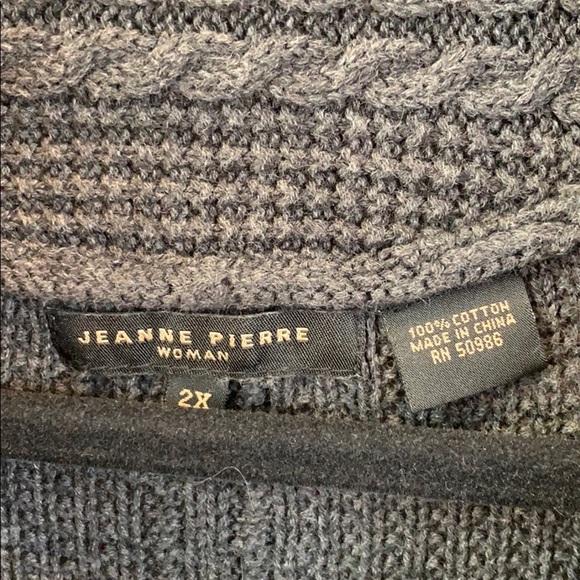 JEANNE PIERRE
WOMAN
2X
100% COTTON
MADE IN CHINA
RN 50986